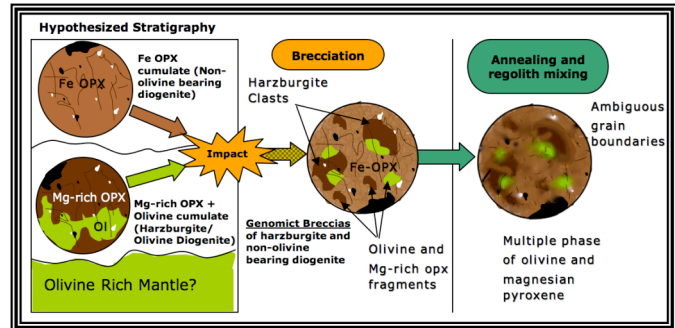 Hypothesized Stratigraphy
Fe OPX
Fe OPX
cumulate (Non-
olivine bearing
diogenite)
Impact
Mg-rich OPX
Ol
Mg-rich OPX +
Olivine cumulate
(Harzburgite/
Olivine Diogenite)
Olivine Rich Mantle?
Brecciation
Harzburgite
Clasts
Fe-OPX
Genomict Breccias
of harzburgite and
non-olivine
bearing diogenite
Olivine and
Mg-rich opx
fragments
Annealing and
regolith mixing
Ambiguous
grain
boundaries
Multiple phase
of olivine and
magnesian
pyroxene